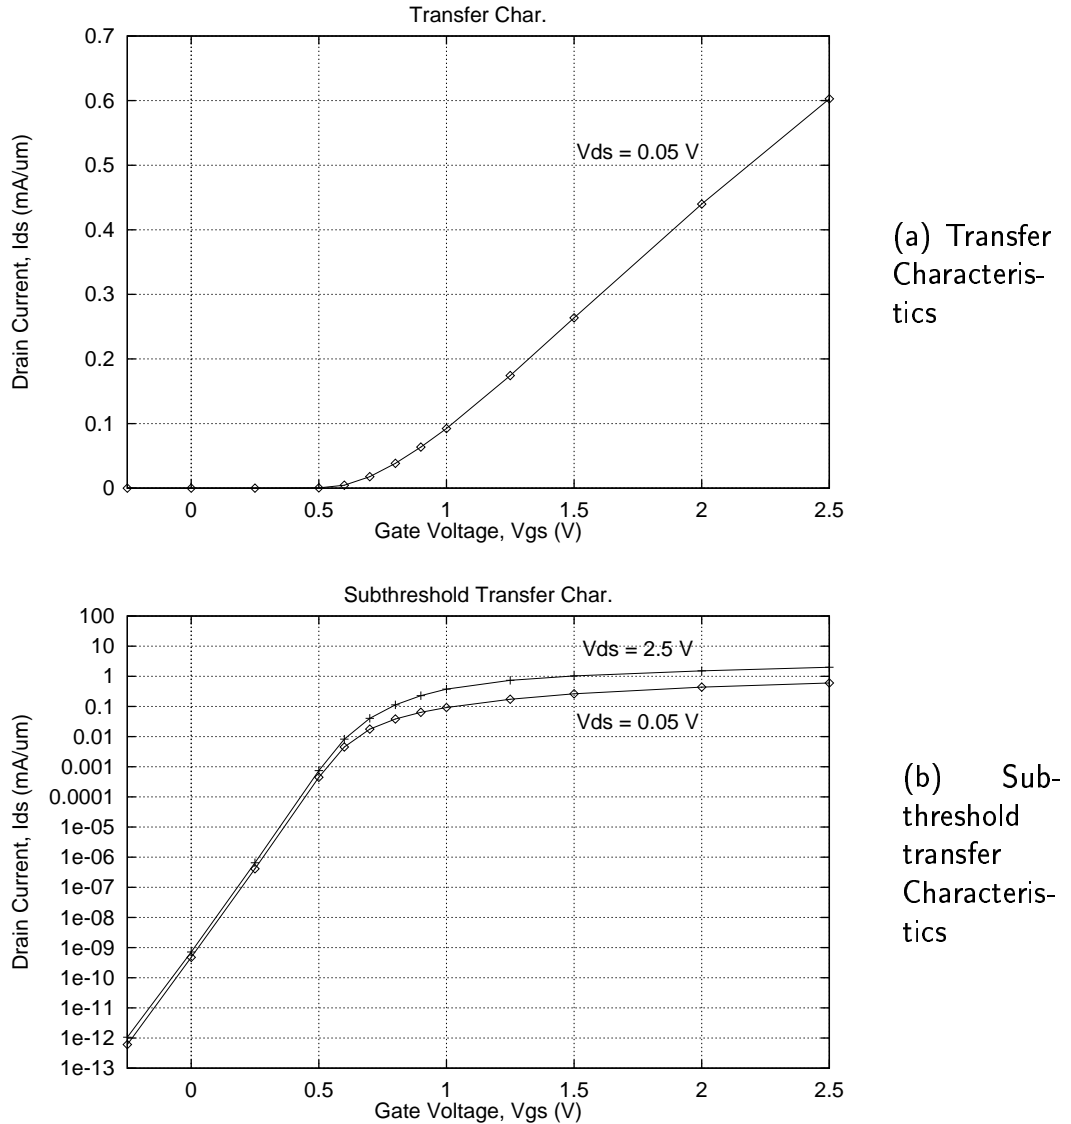 Transfer Char.
0.7
0.6
0.5
0.4
0.3
0.2
0.1
0
Drain Current, Ids (mA/um)
Vds = 0.05 V
0 0.5 1 1.5 2 2.5
Gate Voltage, Vgs (V)
(a) Transfer
Characteris-
tics
Subthreshold Transfer Char.
100
10
1
0.1
0.01
0.001
0.0001
1e-05
1e-06
1e-07
1e-08
1e-09
1e-10
1e-11
1e-12
1e-13
Drain Current, Ids (mA/um)
Vds = 2.5 V
Vds = 0.05 V
0 0.5 1 1.5 2 2.5
Gate Voltage, Vgs (V)
(b) Sub-
threshold
transfer
Characteris-
tics